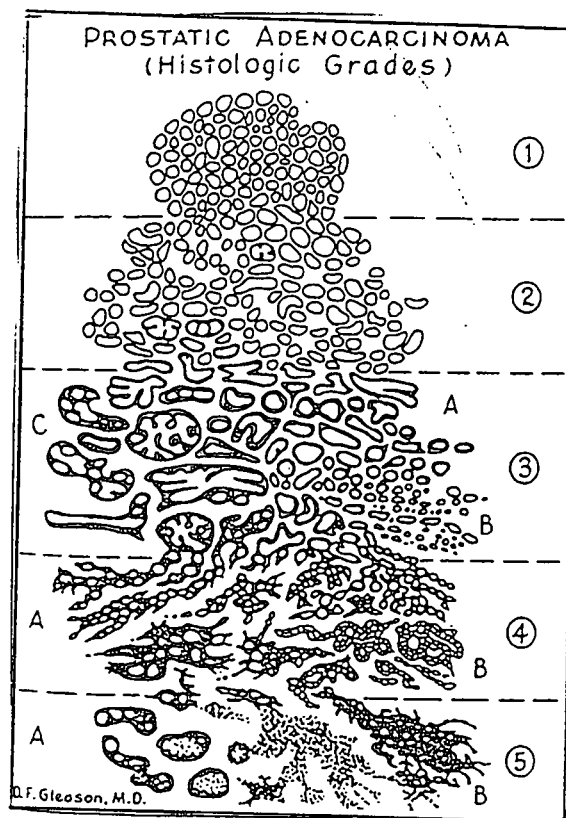 PROSTATIC ADENOCARCINOMA
(Histologic Grades)
1
2
A
C
3
B
A
4
B
A
5
B
D.F. Gleason, M.D.